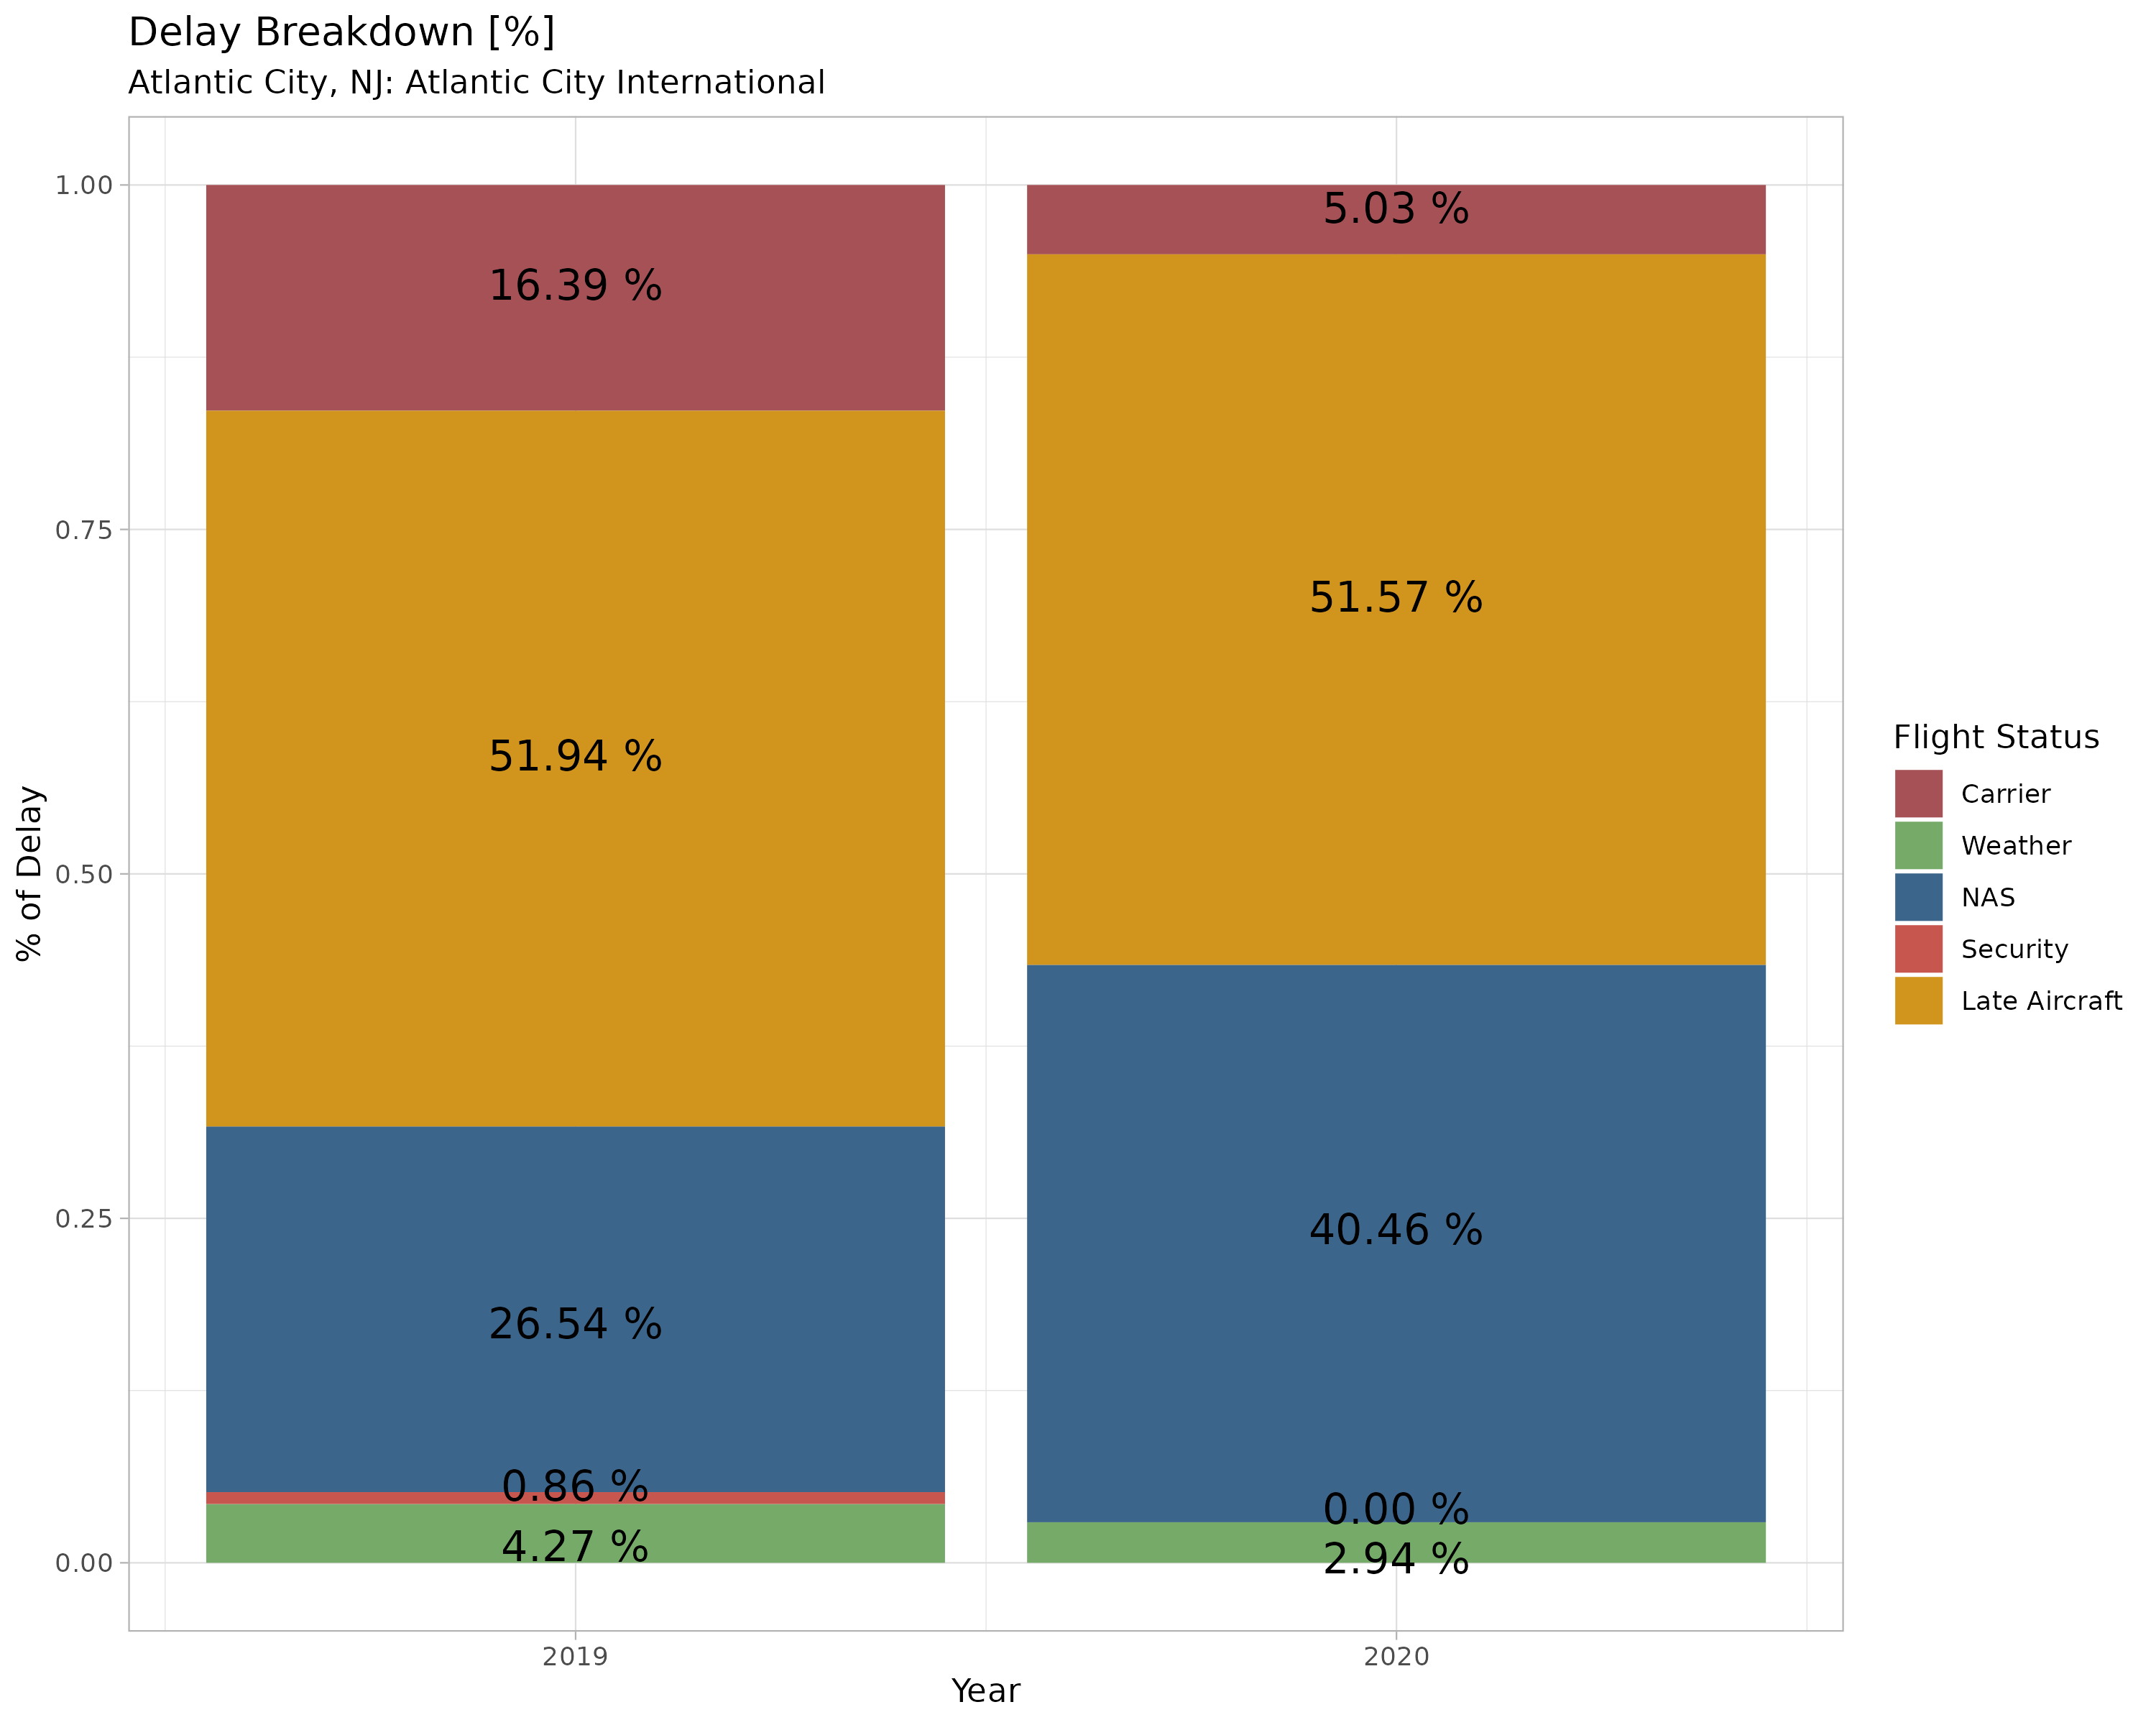 Delay Breakdown [%]
Atlantic City, NJ: Atlantic City International
1.00
0.75
0.50
0.25
0.00
% of Delay
16.39 %
51.94 %
26.54 %
0.86 %
4.27 %
5.03 %
51.57 %
40.46 %
0.00 %
2.94 %
2019
2020
Year
Flight Status
Carrier
Weather
NAS
Security
Late Aircraft